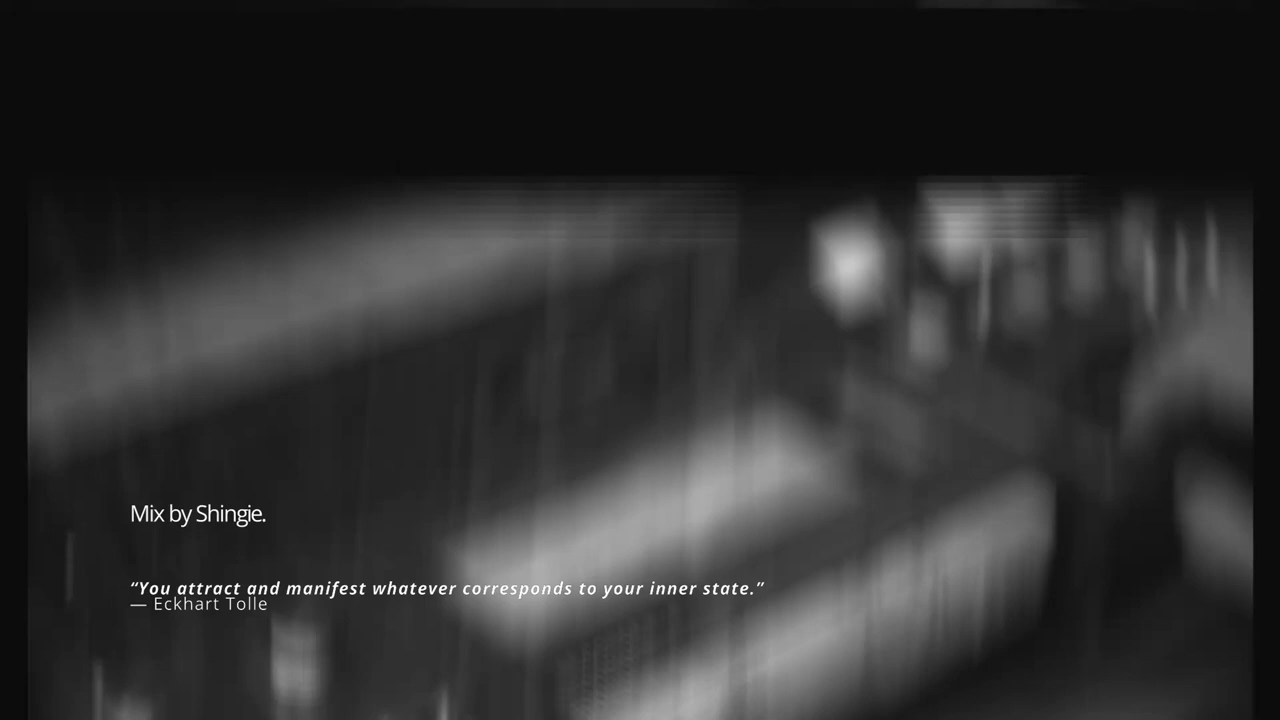 Mix by Shingie.
“You attract and manifest whatever corresponds to your inner state.”
— Eckhart Tolle